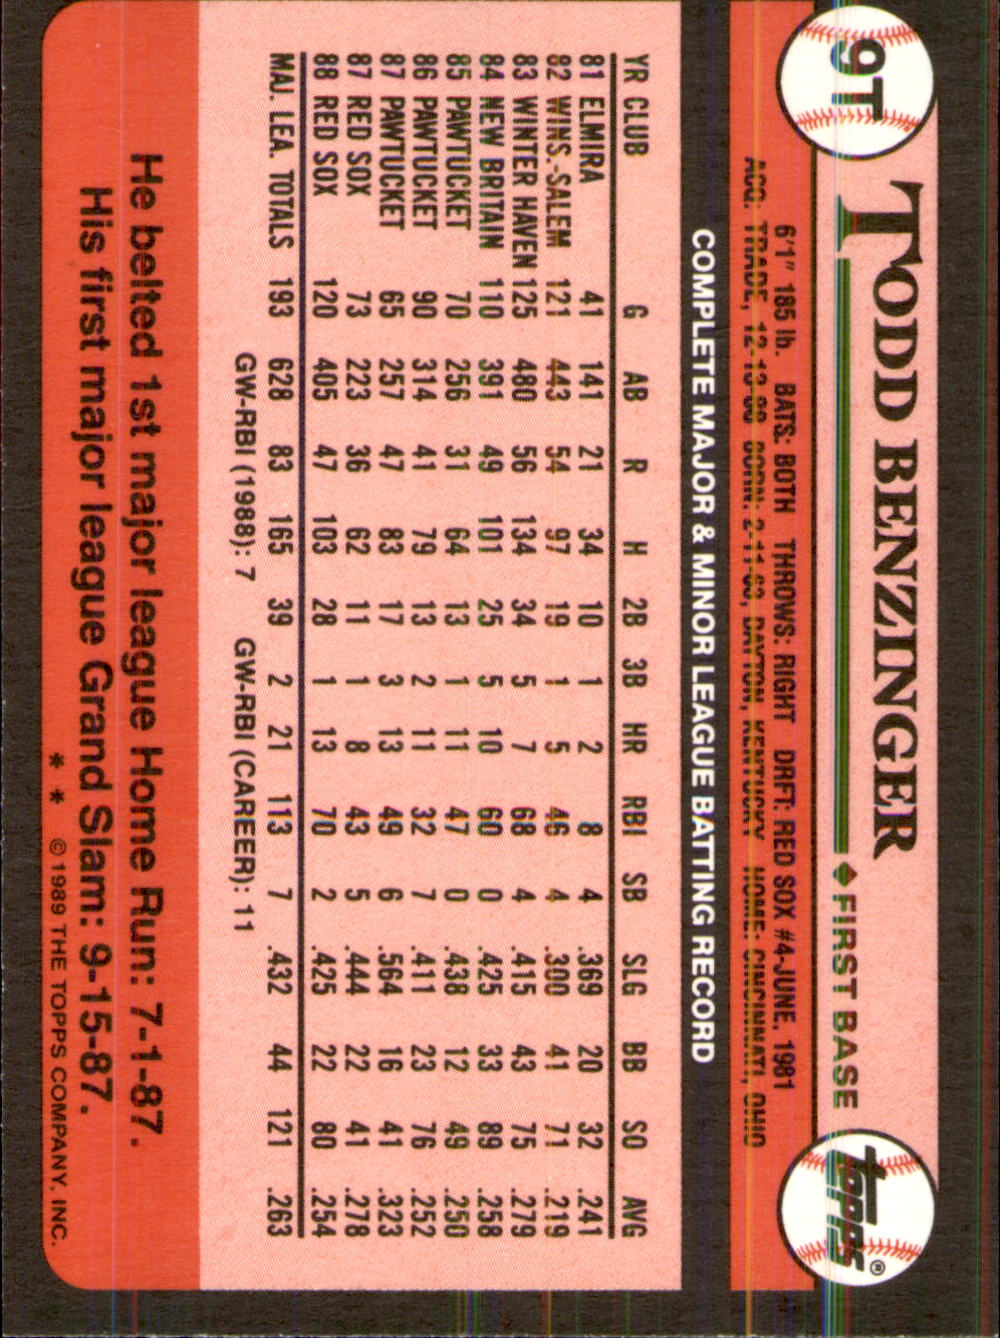 9T
TODD BENZINGER
◆FIRST BASE
topps®
6'1" 185 lb. BATS: BOTH THROWS: RIGHT DRFT: RED SOX #4-JUNE, 1981
ACQ: TRADE, 12-13-88 BORN: 2-11-63, DAYTON, KENTUCKY HOME: CINCINNATI, OHIO
COMPLETE MAJOR & MINOR LEAGUE BATTING RECORD
YR CLUB G AB R H 2B 3B HR RBI SB SLG BB SO AVG
81 ELMIRA 41 141 21 34 10 1 2 8 4 .369 20 32 .241
82 WINS.-SALEM 121 443 54 97 19 1 5 46 4 .300 41 71 .219
83 WINTER HAVEN 125 480 56 134 34 5 7 68 4 .415 43 75 .279
84 NEW BRITAIN 110 391 49 101 25 5 10 60 0 .425 33 89 .258
85 PAWTUCKET 70 256 31 64 13 1 11 47 0 .438 12 49 .250
86 PAWTUCKET 90 314 41 79 13 2 11 32 7 .411 23 76 .252
87 PAWTUCKET 65 257 47 83 17 3 13 49 6 .564 16 41 .323
87 RED SOX 73 223 36 62 11 1 8 43 5 .444 22 41 .278
88 RED SOX 120 405 47 103 28 1 13 70 2 .425 22 80 .254
MAJ. LEA. TOTALS 193 628 83 165 39 2 21 113 7 .432 44 121 .263
GW-RBI (1988): 7 GW-RBI (CAREER): 11
He belted 1st major league Home Run: 7-1-87.
His first major league Grand Slam: 9-15-87.
* * ©1989 THE TOPPS COMPANY, INC.